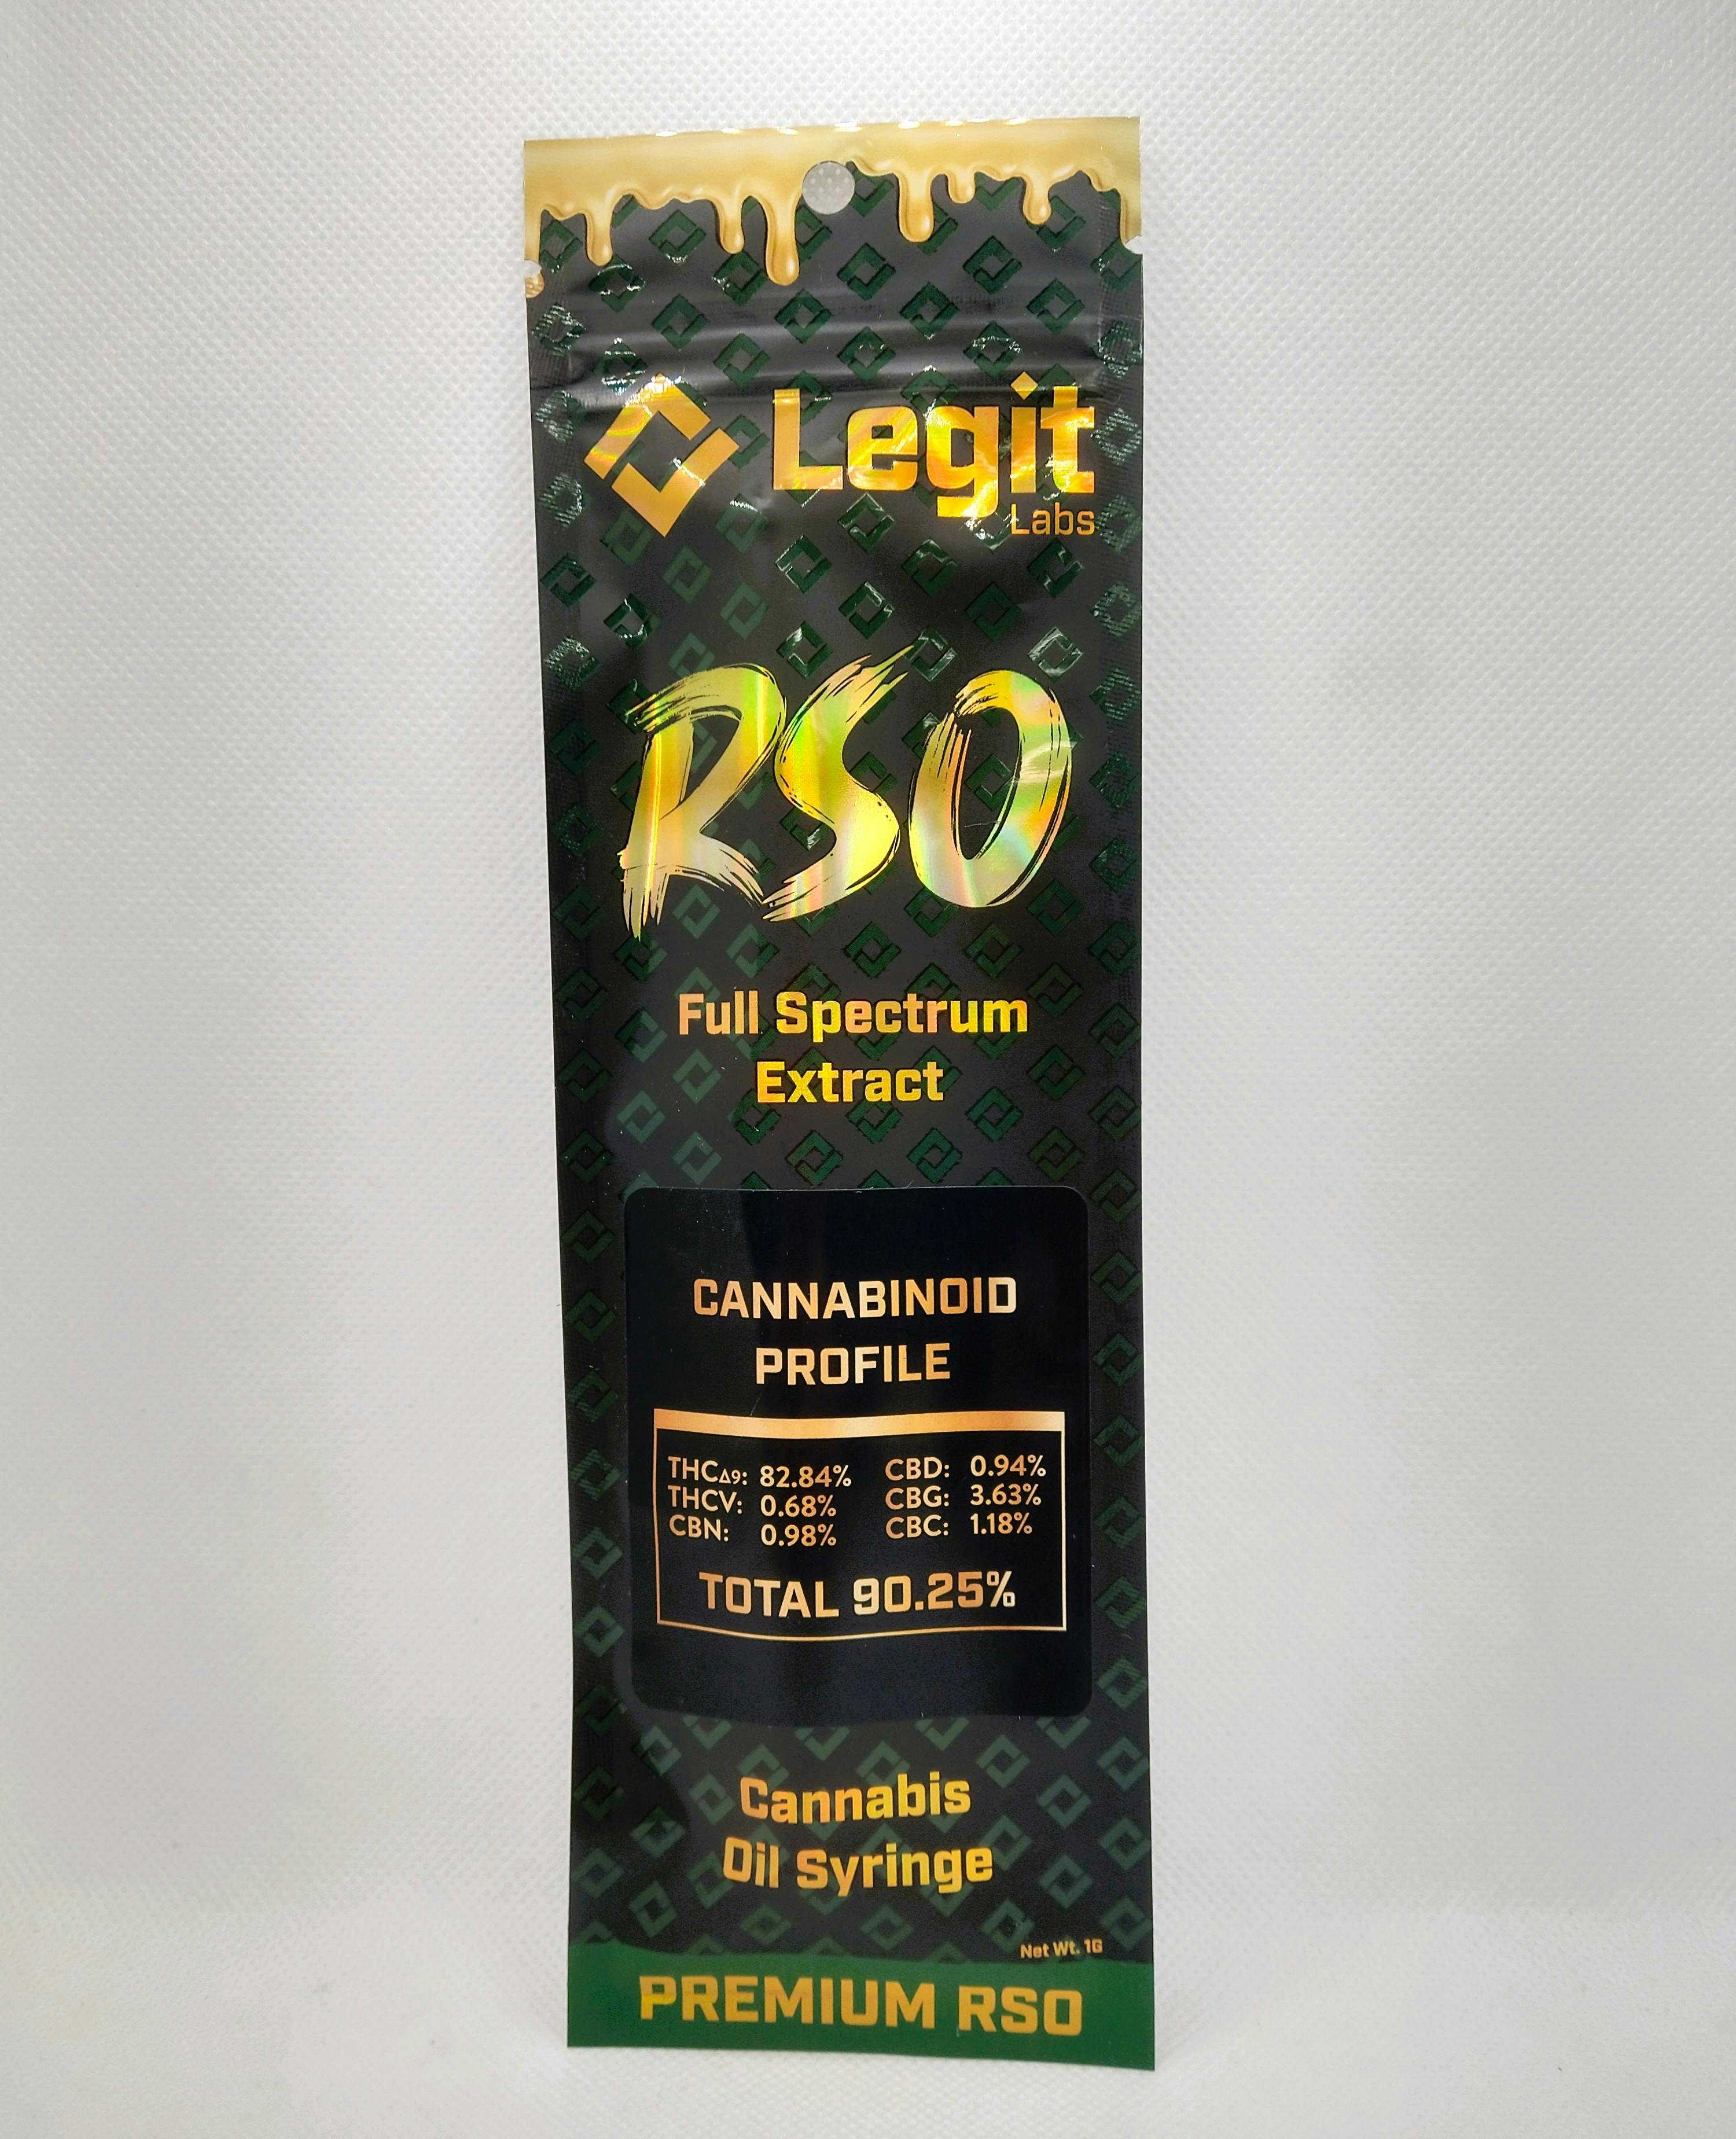 Legit
Labs
RSO
Full Spectrum
Extract
CANNABINOID
PROFILE
THCΔ9: 82.84% CBD: 0.94%
THCV: 0.68% CBG: 3.63%
CBN: 0.98% CBC: 1.18%
TOTAL 90.25%
Cannabis
Oil Syringe
Net Wt. 1G
PREMIUM RSO